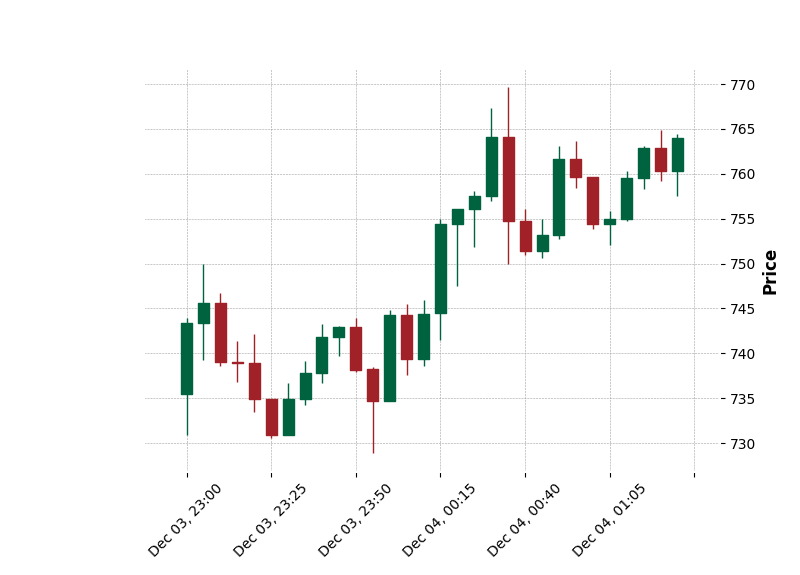 770
765
760
755
750
745
740
735
730
Price
Dec 03, 23:00
Dec 03, 23:25
Dec 03, 23:50
Dec 04, 00:15
Dec 04, 00:40
Dec 04, 01:05